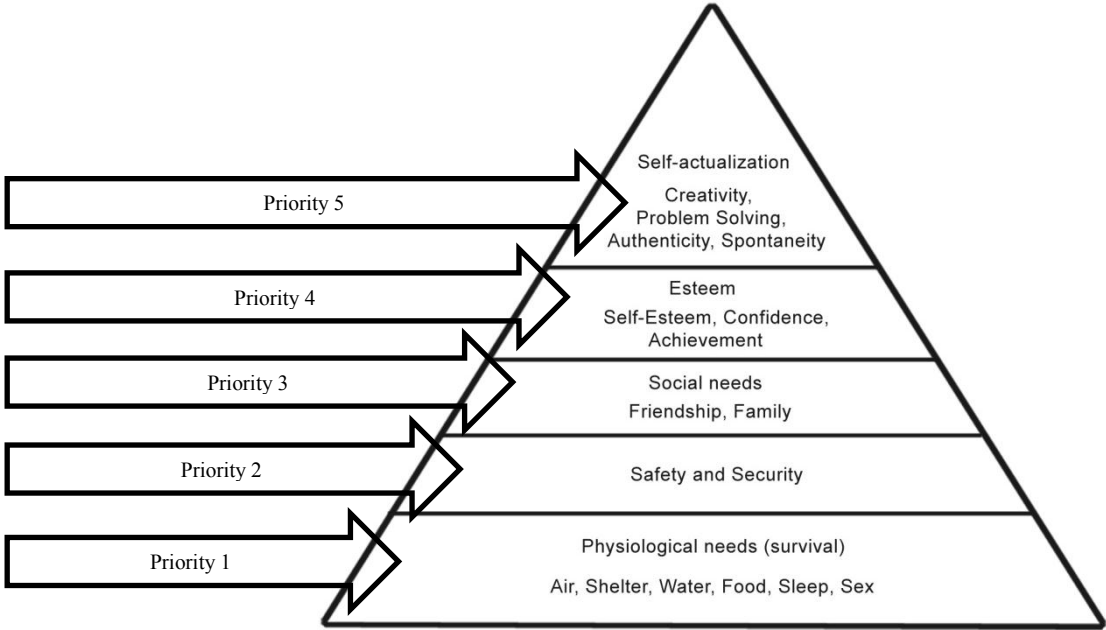 Self-actualization
Creativity,
Problem Solving,
Authenticity, Spontaneity
Priority 5
Esteem
Self-Esteem, Confidence,
Achievement
Priority 4
Social needs
Friendship, Family
Priority 3
Safety and Security
Priority 2
Physiological needs (survival)
Air, Shelter, Water, Food, Sleep, Sex
Priority 1